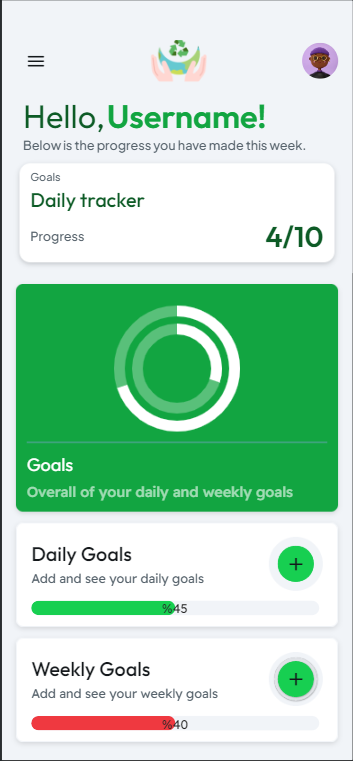 Hello, Username!
Below is the progress you have made this week.
Goals
Daily tracker
Progress 4/10
Goals
Overall of your daily and weekly goals
Daily Goals
Add and see your daily goals
%45
Weekly Goals
Add and see your weekly goals
%40